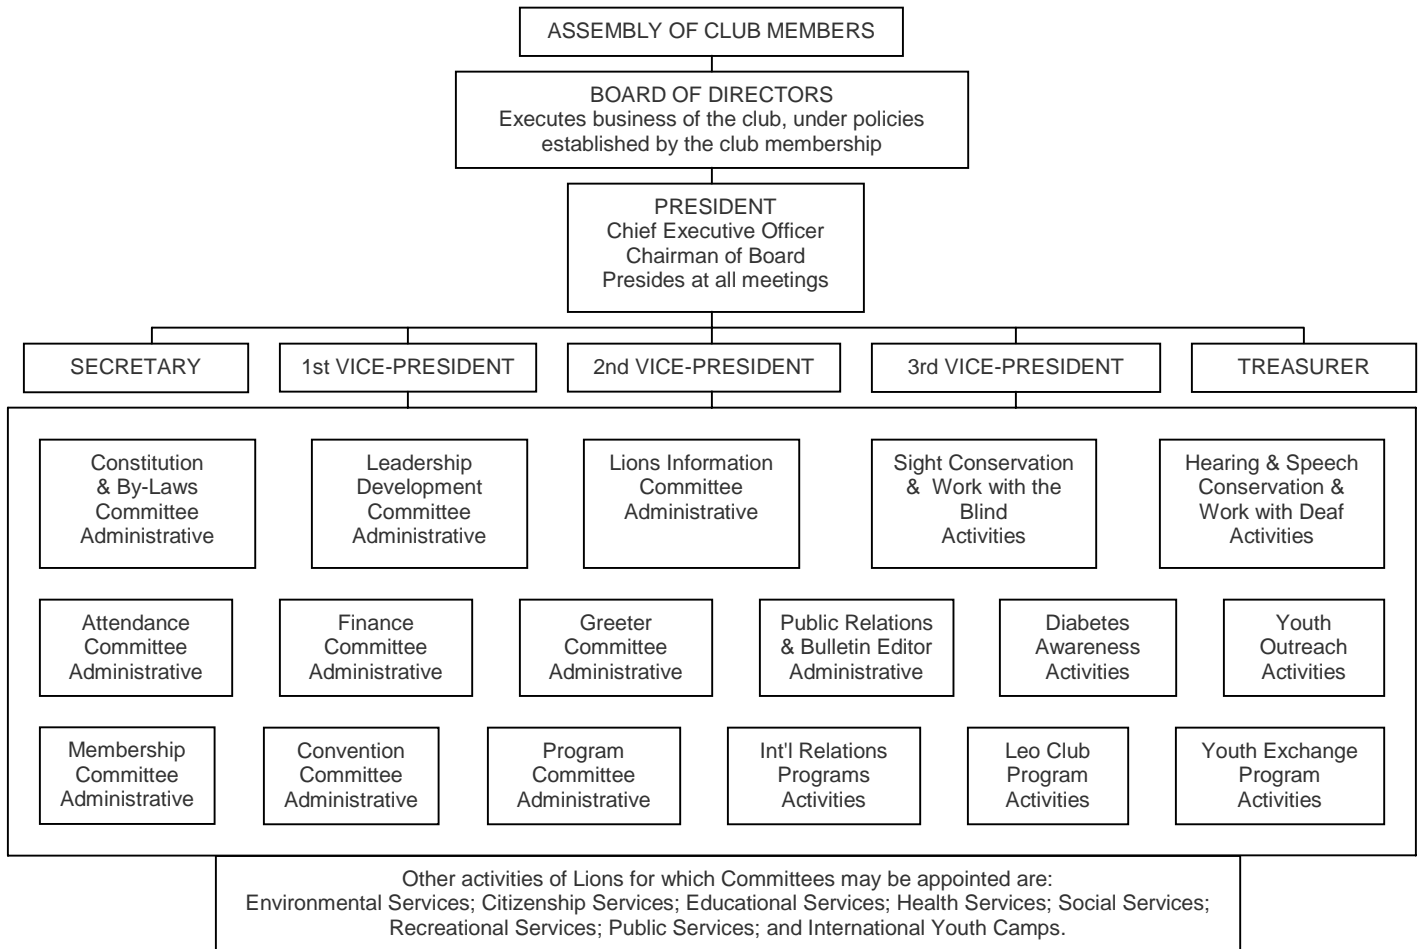 ASSEMBLY OF CLUB MEMBERS
BOARD OF DIRECTORS
Executes business of the club, under policies
established by the club membership
PRESIDENT
Chief Executive Officer
Chairman of Board
Presides at all meetings
SECRETARY
1st VICE-PRESIDENT
2nd VICE-PRESIDENT
3rd VICE-PRESIDENT
TREASURER
Constitution
& By-Laws
Committee
Administrative
Leadership
Development
Committee
Administrative
Lions Information
Committee
Administrative
Sight Conservation
& Work with the
Blind
Activities
Hearing & Speech
Conservation &
Work with Deaf
Activities
Attendance
Committee
Administrative
Finance
Committee
Administrative
Greeter
Committee
Administrative
Public Relations
& Bulletin Editor
Administrative
Diabetes
Awareness
Activities
Youth
Outreach
Activities
Membership
Committee
Administrative
Convention
Committee
Administrative
Program
Committee
Administrative
Int'l Relations
Programs
Activities
Leo Club
Program
Activities
Youth Exchange
Program
Activities
Other activities of Lions for which Committees may be appointed are:
Environmental Services; Citizenship Services; Educational Services; Health Services; Social Services;
Recreational Services; Public Services; and International Youth Camps.